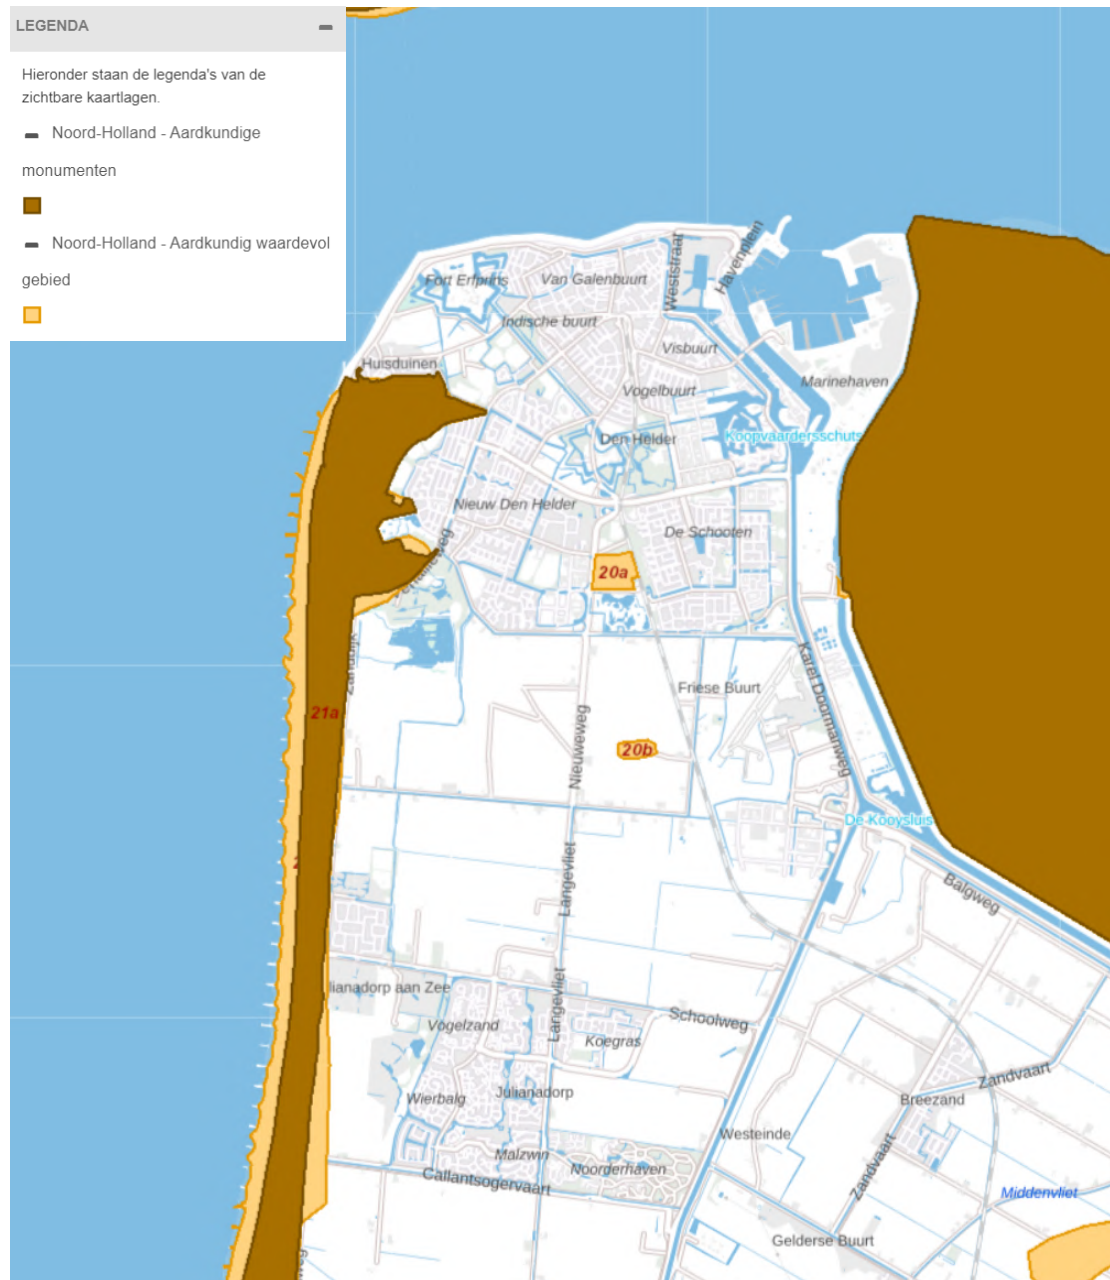 LEGENDA
Hieronder staan de legenda's van de
zichtbare kaartlagen.
Noord-Holland - Aardkundige
monumenten
Noord-Holland - Aardkundig waardevol
gebied
Fort Erfprins
Van Galenbuurt
Weststraat
Havenplein
Indische buurt
Visbuurt
Huisduinen
Vogelbuurt
Marinehaven
Den Helder
Koopvaardersschuts
Nieuw Den Helder
De Schooten
20a
Zanddijk
Friese Buurt
Karel Doormanweg
21a
Nieuweweg
20b
De Kooysluis
Langevliet
Balgweg
lianadorp aan Zee
Langevliet
Vogelzand
Schoolweg
Koegras
Zandvaart
Julianadorp
Wierbalg
Breezand
Westeinde
Malzwin
Noorderhaven
Zandvaart
Callantsogervaart
Middenvliet
Gelderse Buurt